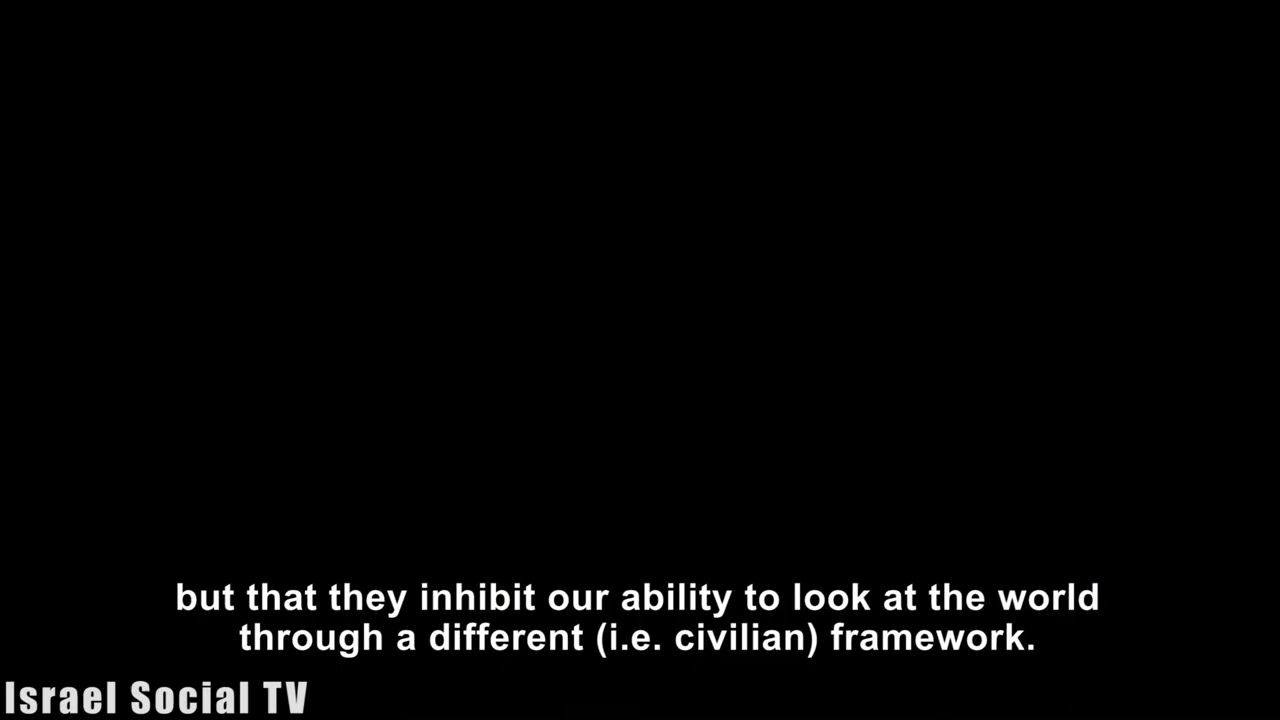 but that they inhibit our ability to look at the world
through a different (i.e. civilian) framework.
Israel Social TV